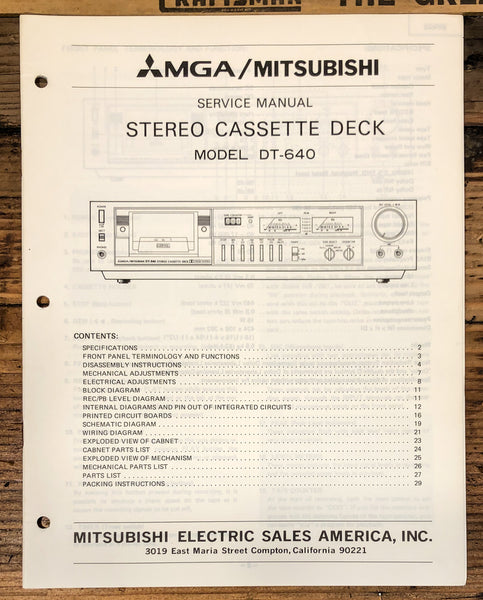 CRAFTSMAN THE
MGA/MITSUBISHI
SERVICE MANUAL
STEREO CASSETTE DECK
MODEL DT-640
CONTENTS:
SPECIFICATIONS 2
FRONT PANEL TERMINOLOGY AND FUNCTIONS 3
DISASSEMBLY INSTRUCTIONS 4
MECHANICAL ADJUSTMENTS 7
ELECTRICAL ADJUSTMENTS 8
BLOCK DIAGRAM 11
REC/PB LEVEL DIAGRAM 11
INTERNAL DIAGRAMS AND PIN OUT OF INTEGRATED CIRCUITS 12
PRINTED CIRCUIT BOARDS 16
SCHEMATIC DIAGRAM 19
WIRING DIAGRAM 21
EXPLODED VIEW OF CABNET 23
CABNET PARTS LIST 24
EXPLODED VIEW OF MECHANISM 25
MECHANICAL PARTS LIST 26
PARTS LIST 27
PACKING INSTRUCTIONS 29
MITSUBISHI ELECTRIC SALES AMERICA, INC.
3019 East Maria Street Compton, California 90221